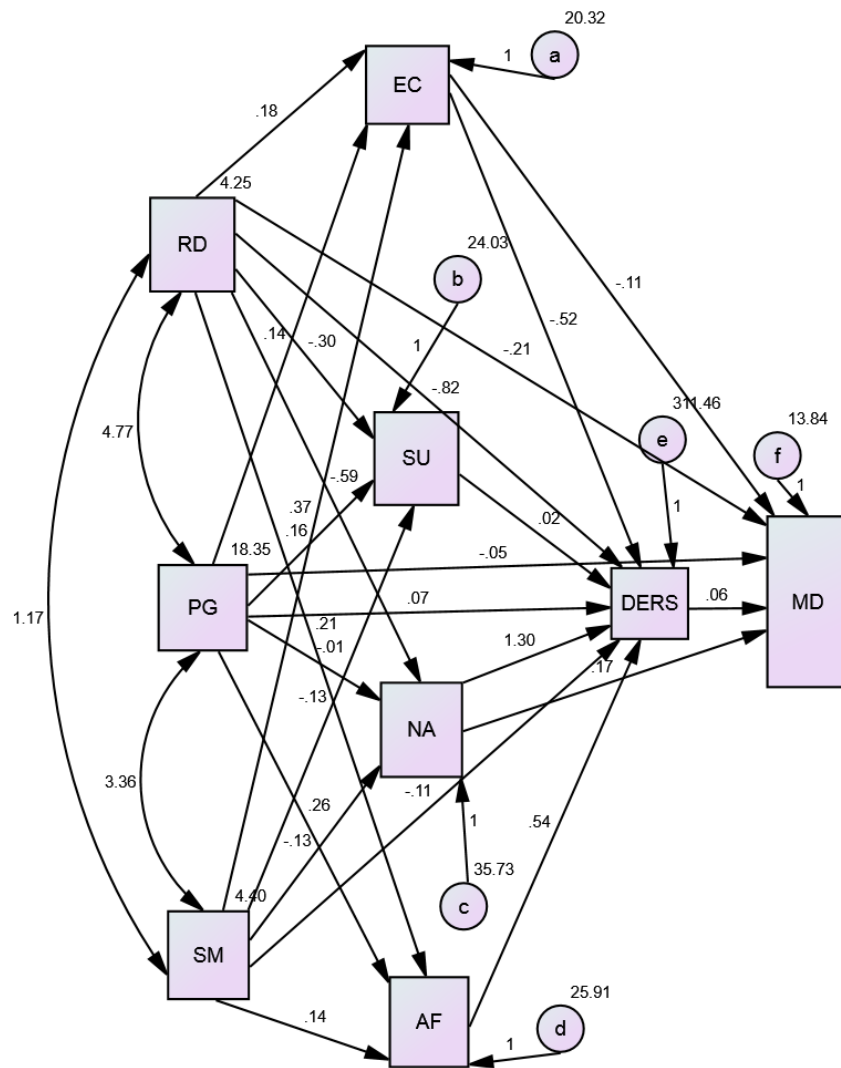 20.32
a
1
EC
.18
4.25
RD
24.03
b
-.11
.14
-.30
1
-.52
-.21
-.82
311.46
13.84
4.77
SU
e
f
1
-.59
1
.37
.16
.02
18.35
-.05
PG
.07
DERS
.06
MD
1.17
.21
-.01
1.30
.17
-.13
NA
3.36
-.11
.26
1
.54
-.13
35.73
4.40
c
SM
25.91
AF
d
.14
1